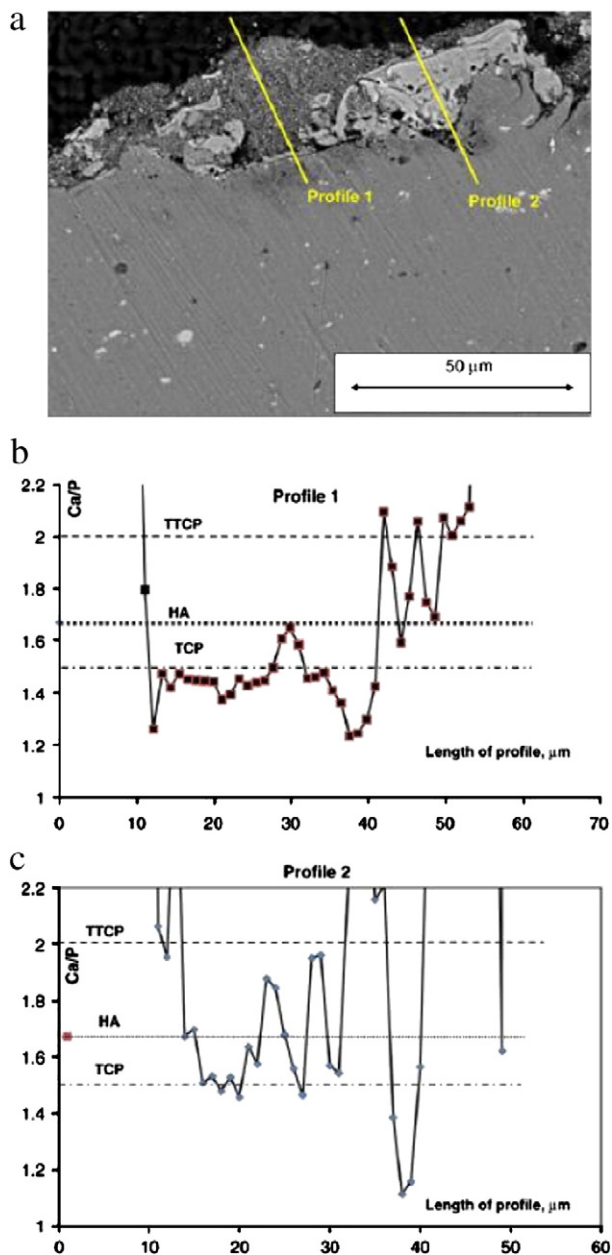 a
Profile 1
Profile 2
50 μm
b
2.2
Ca/P
Profile 1
TTCP
2
1.8
HA
1.6
TCP
1.4
1.2
Length of profile, μm
1
0 10 20 30 40 50 60 70
c
Profile 2
2.2
TTCP
2
Ca/P
1.8
HA
1.6
TCP
1.4
1.2
Length of profile, μm
1
0 10 20 30 40 50 60